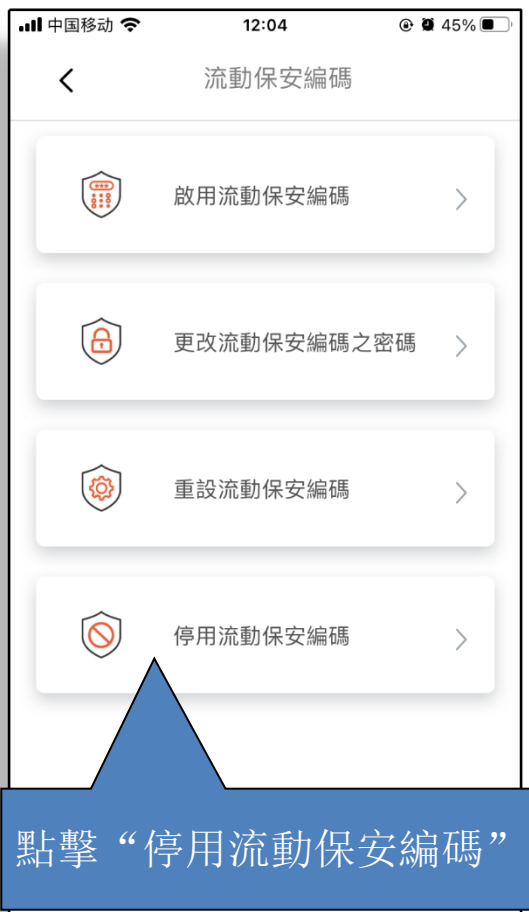 中国移动 12:04 45%
流動保安編碼
啟用流動保安編碼
更改流動保安編碼之密碼
重設流動保安編碼
停用流動保安編碼
點擊“停用流動保安編碼”